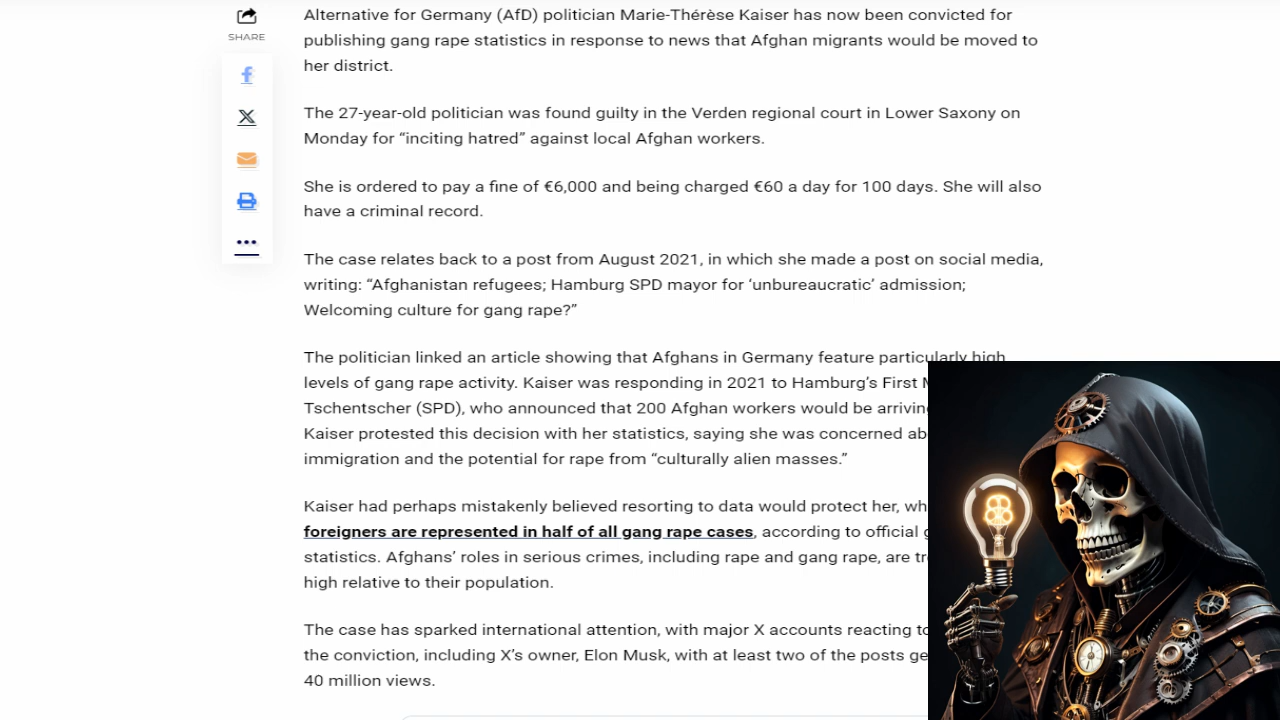 SHARE
Alternative for Germany (AfD) politician Marie-Thérèse Kaiser has now been convicted for
publishing gang rape statistics in response to news that Afghan migrants would be moved to
her district.
The 27-year-old politician was found guilty in the Verden regional court in Lower Saxony on
Monday for “inciting hatred” against local Afghan workers.
She is ordered to pay a fine of €6,000 and being charged €60 a day for 100 days. She will also
have a criminal record.
The case relates back to a post from August 2021, in which she made a post on social media,
writing: “Afghanistan refugees; Hamburg SPD mayor for ‘unbureaucratic’ admission;
Welcoming culture for gang rape?”
The politician linked an article showing that Afghans in Germany feature particularly high
levels of gang rape activity. Kaiser was responding in 2021 to Hamburg’s First
Tschentscher (SPD), who announced that 200 Afghan workers would be
Kaiser protested this decision with her statistics, saying she was concerned
immigration and the potential for rape from “culturally alien masses.”
Kaiser had perhaps mistakenly believed resorting to data would protect her,
foreigners are represented in half of all gang rape cases, according to official
statistics. Afghans’ roles in serious crimes, including rape and gang rape, are
high relative to their population.
The case has sparked international attention, with major X accounts reacting
the conviction, including X’s owner, Elon Musk, with at least two of the posts
40 million views.